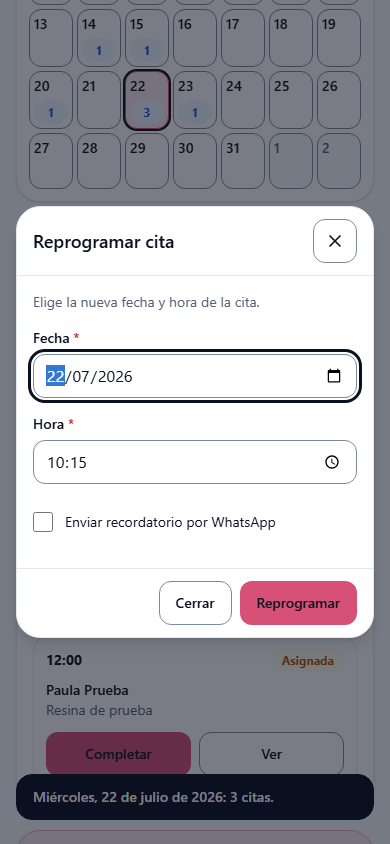 13 14 15 16 17 18 19
1 1
20 21 22 23 24 25 26
1 3 1
27 28 29 30 31 1 2
Reprogramar cita
Elige la nueva fecha y hora de la cita.
Fecha *
22/07/2026
Hora *
10:15
Enviar recordatorio por WhatsApp
Cerrar Reprogramar
12:00 Asignada
Paula Prueba
Resina de prueba
Completar Ver
Miércoles, 22 de julio de 2026: 3 citas.